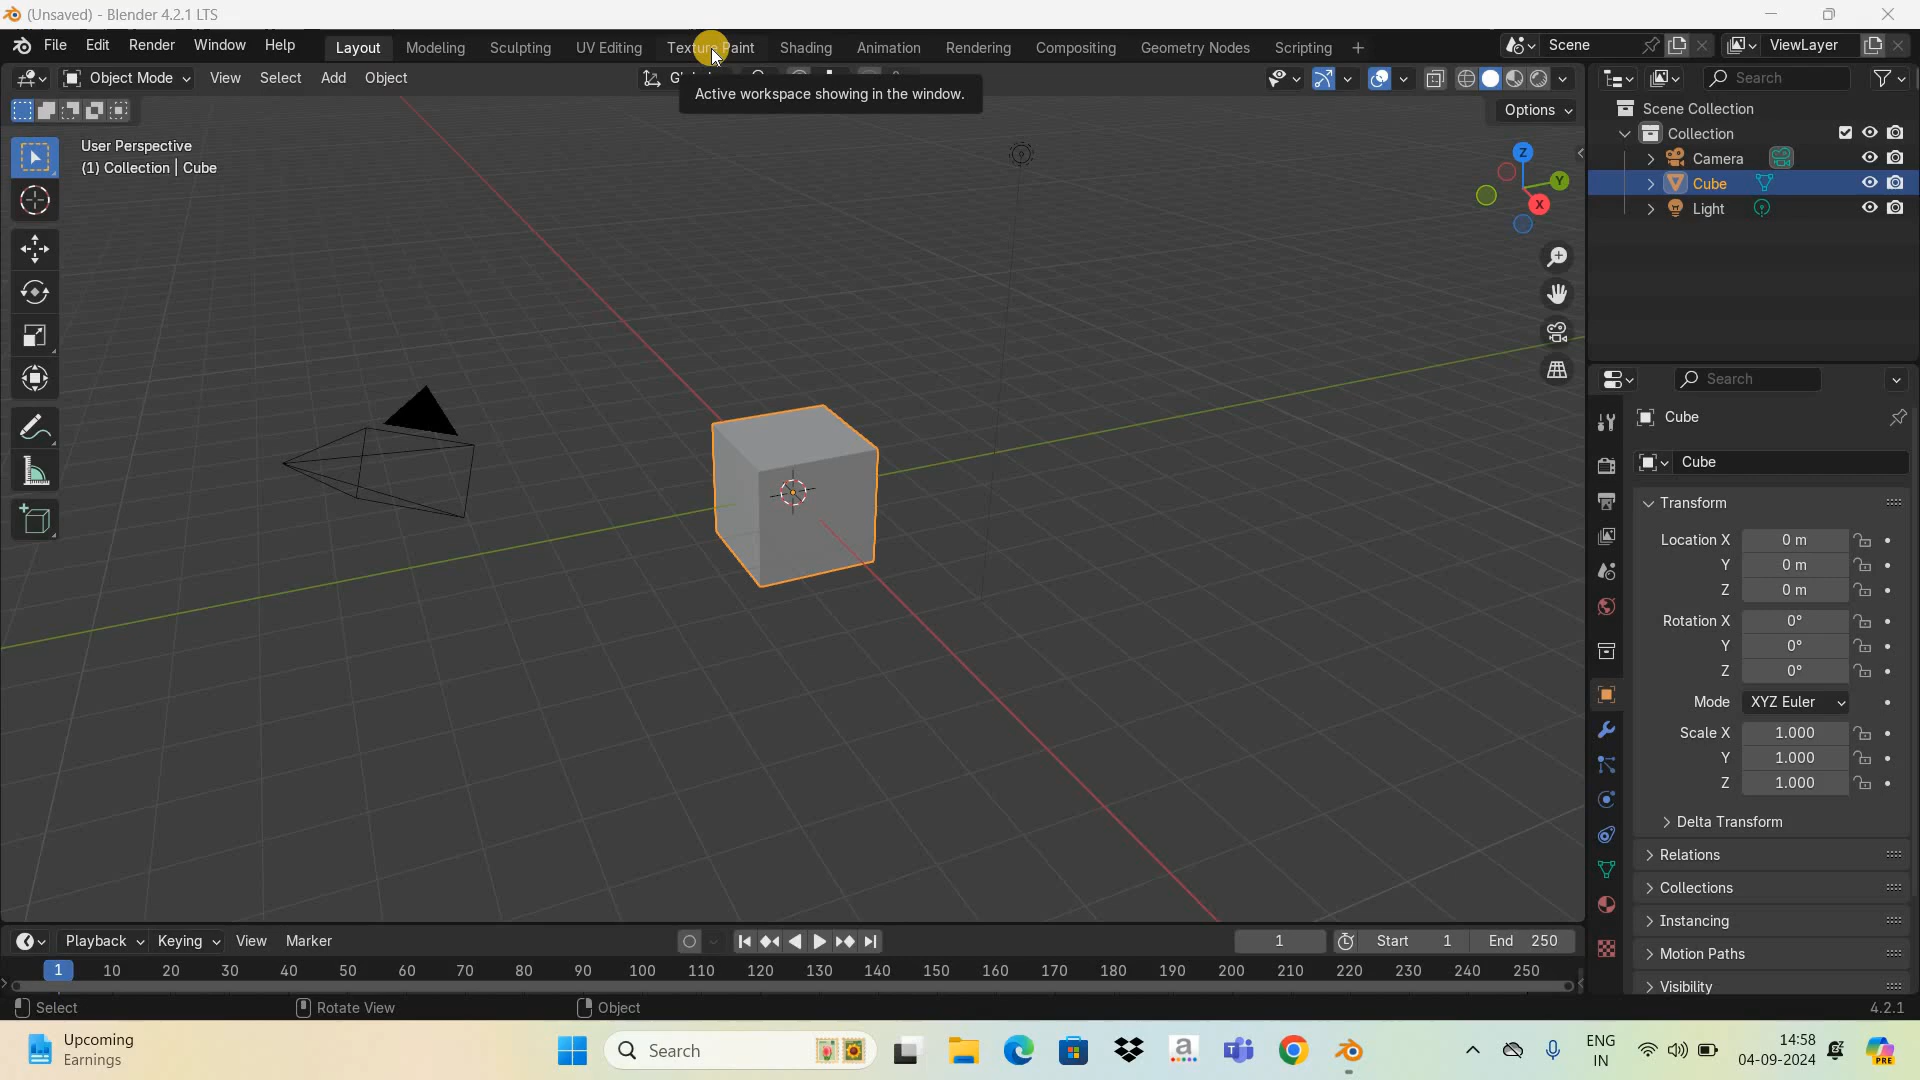 (Unsaved) - Blender 4.2.1 LTS
File Edit Render Window Help Layout Modeling Sculpting UV Editing Texture Paint Shading Animation Rendering Compositing Geometry Nodes Scripting + Scene ViewLayer
Object Mode View Select Add Object Search
Active workspace showing in the window.
Options
User Perspective
(1) Collection | Cube
Z
Y
X
Scene Collection
Collection
Camera
Cube
Light
Search
Cube
Cube
Transform
Location X 0 m
Y 0 m
Z 0 m
Rotation X 0°
Y 0°
Z 0°
Mode XYZ Euler
Scale X 1.000
Y 1.000
Z 1.000
Delta Transform
Relations
Collections
Instancing
Motion Paths
Visibility
Playback Keying View Marker 1 Start 1 End 250
1 10 20 30 40 50 60 70 80 90 100 110 120 130 140 150 160 170 180 190 200 210 220 230 240 250
Select Rotate View Object 4.2.1
Upcoming
Earnings
Search
ENG
IN
14:58
04-09-2024
PRE